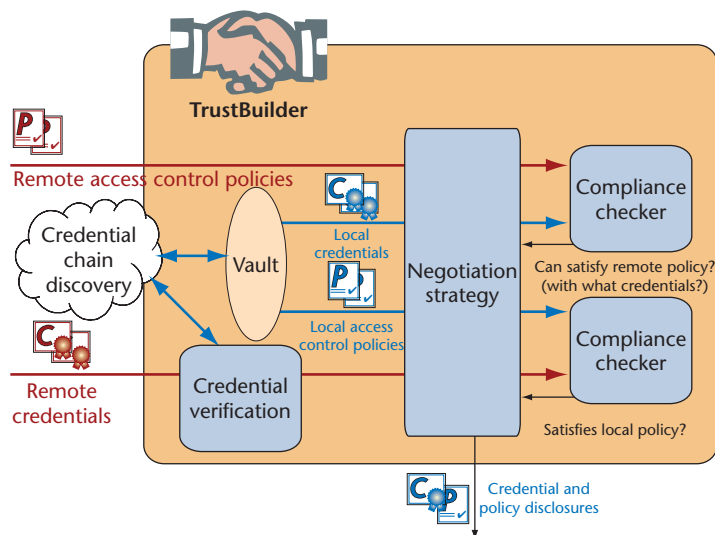 TrustBuilder
P
P
Remote access control policies
C
Compliance
checker
Credential
chain
discovery
Local
credentials
Vault
P
P
Negotiation
strategy
Can satisfy remote policy?
(with what credentials?)
Local access
control policies
C
Compliance
checker
Remote
credentials
Credential
verification
Satisfies local policy?
C
P
Credential and
policy disclosures